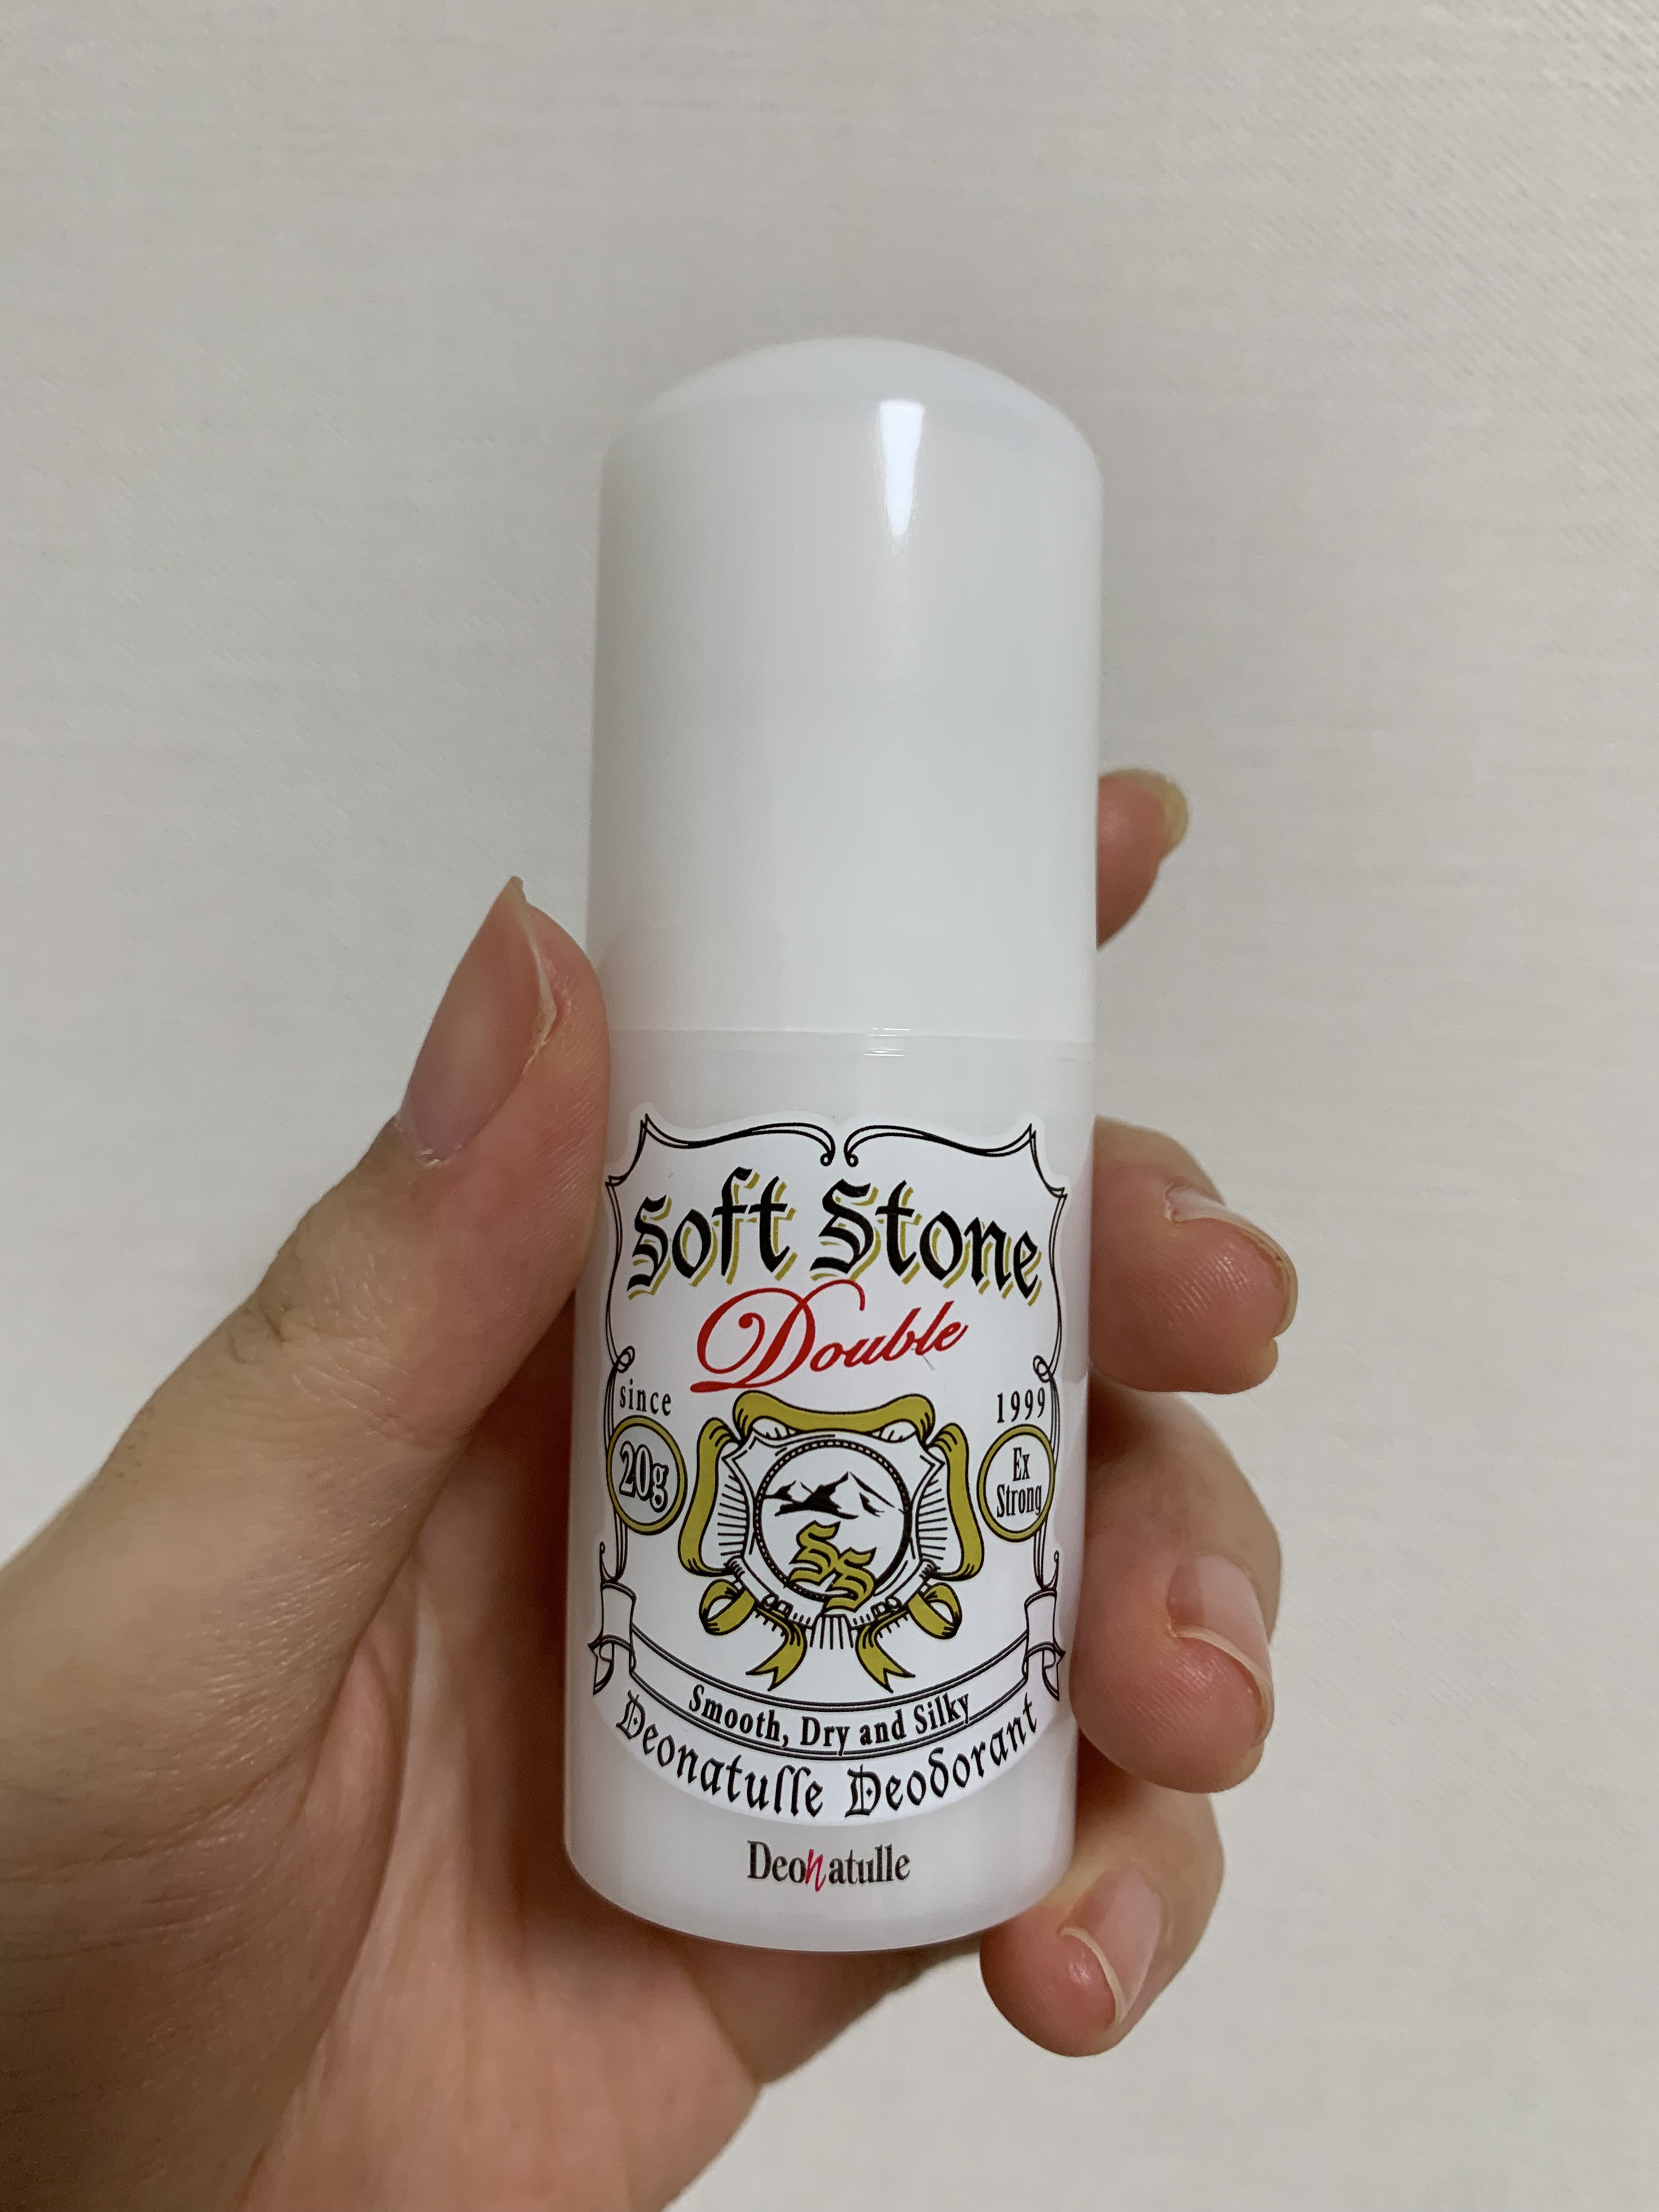 Soft Stone
Double
since 1999
20g
Ex
Strong
SS
Smooth, Dry and Silky
Deonatulle Deodorant
Deonatulle